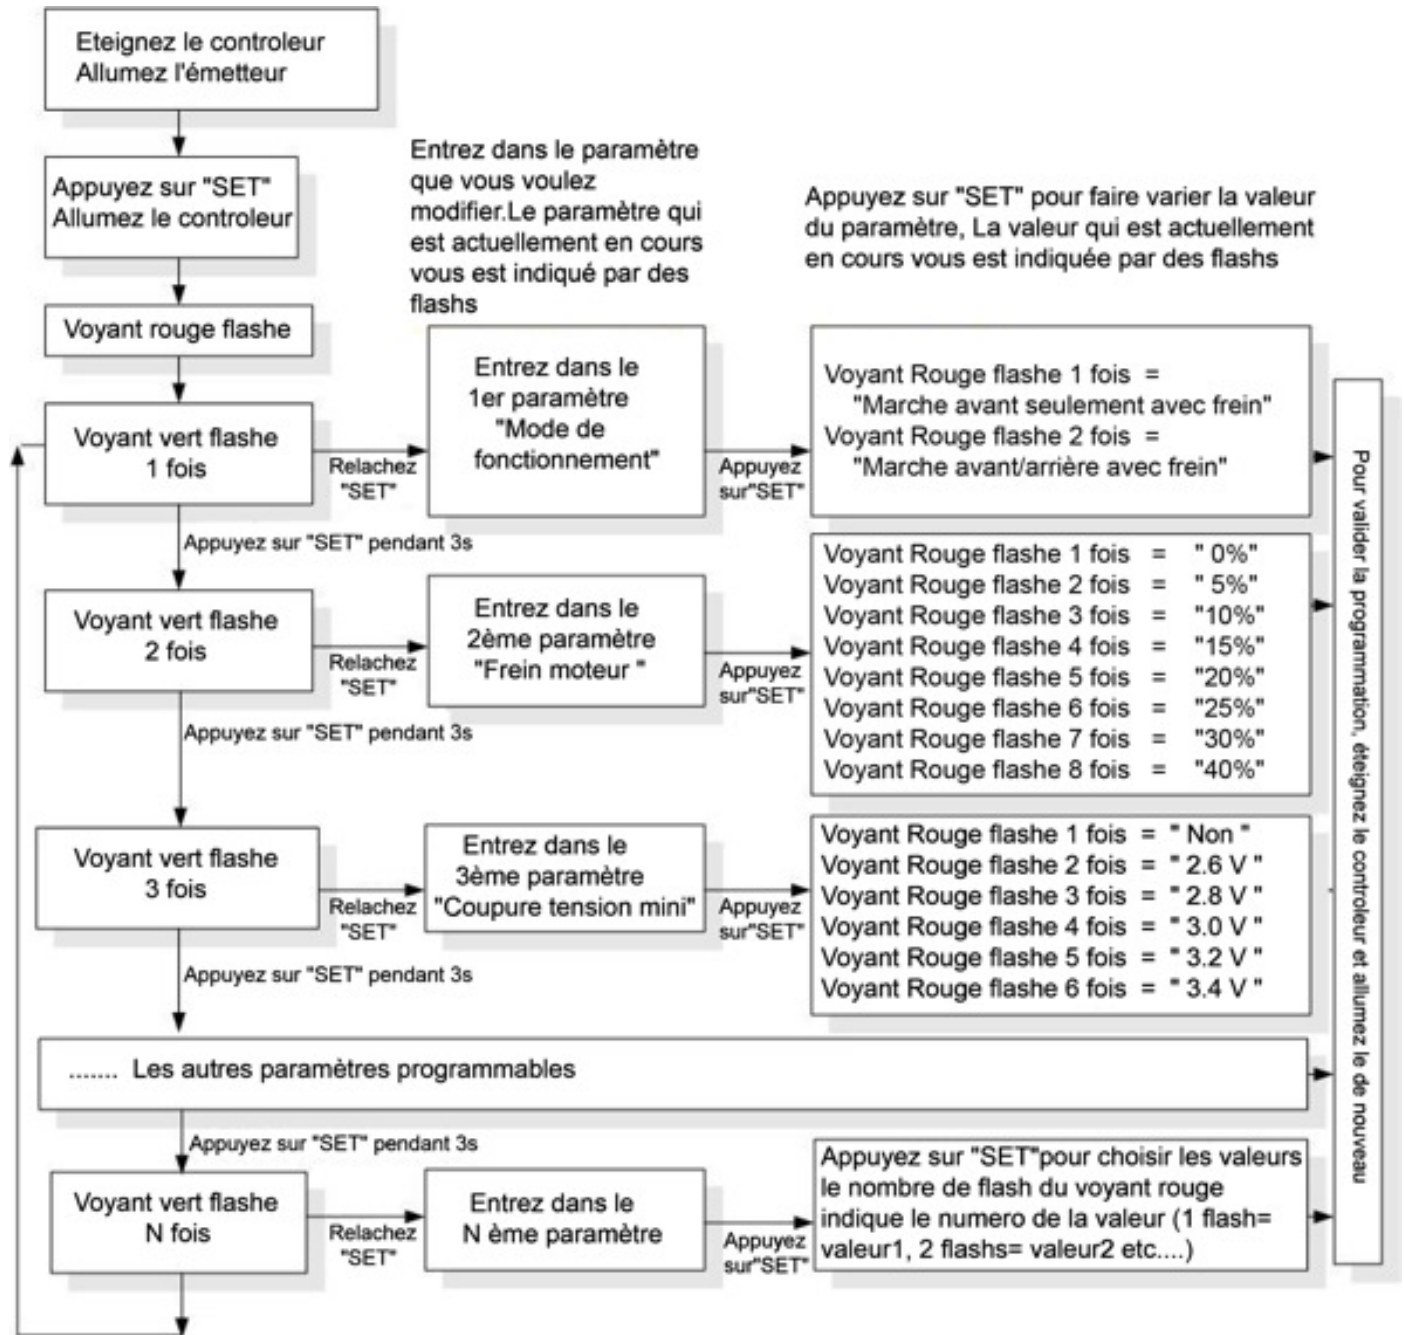 Eteignez le controleur
Allumez l'émetteur
Appuyez sur "SET"
Allumez le controleur
Voyant rouge flashe
Entrez dans le paramètre
que vous voulez
modifier.Le paramètre qui
est actuellement en cours
vous est indiqué par des
flashs
Appuyez sur "SET" pour faire varier la valeur
du paramètre, La valeur qui est actuellement
en cours vous est indiquée par des flashs
Voyant vert flashe
1 fois
Relachez
"SET"
Entrez dans le
1er paramètre
"Mode de
fonctionnement"
Appuyez
sur"SET"
Voyant Rouge flashe 1 fois =
"Marche avant seulement avec frein"
Voyant Rouge flashe 2 fois =
"Marche avant/arrière avec frein"
Appuyez sur "SET" pendant 3s
Voyant vert flashe
2 fois
Relachez
"SET"
Entrez dans le
2ème paramètre
"Frein moteur "
Appuyez
sur"SET"
Voyant Rouge flashe 1 fois = " 0%"
Voyant Rouge flashe 2 fois = " 5%"
Voyant Rouge flashe 3 fois = "10%"
Voyant Rouge flashe 4 fois = "15%"
Voyant Rouge flashe 5 fois = "20%"
Voyant Rouge flashe 6 fois = "25%"
Voyant Rouge flashe 7 fois = "30%"
Voyant Rouge flashe 8 fois = "40%"
Appuyez sur "SET" pendant 3s
Voyant vert flashe
3 fois
Relachez
"SET"
Entrez dans le
3ème paramètre
"Coupure tension mini"
Appuyez
sur"SET"
Voyant Rouge flashe 1 fois = " Non "
Voyant Rouge flashe 2 fois = " 2.6 V "
Voyant Rouge flashe 3 fois = " 2.8 V "
Voyant Rouge flashe 4 fois = " 3.0 V "
Voyant Rouge flashe 5 fois = " 3.2 V "
Voyant Rouge flashe 6 fois = " 3.4 V "
Appuyez sur "SET" pendant 3s
....... Les autres paramètres programmables
Appuyez sur "SET" pendant 3s
Voyant vert flashe
N fois
Relachez
"SET"
Entrez dans le
N ème paramètre
Appuyez
sur"SET"
Appuyez sur "SET"pour choisir les valeurs
le nombre de flash du voyant rouge
indique le numero de la valeur (1 flash=
valeur1, 2 flashs= valeur2 etc....)
Pour valider la programmation, éteignez le controleur et allumez le de nouveau